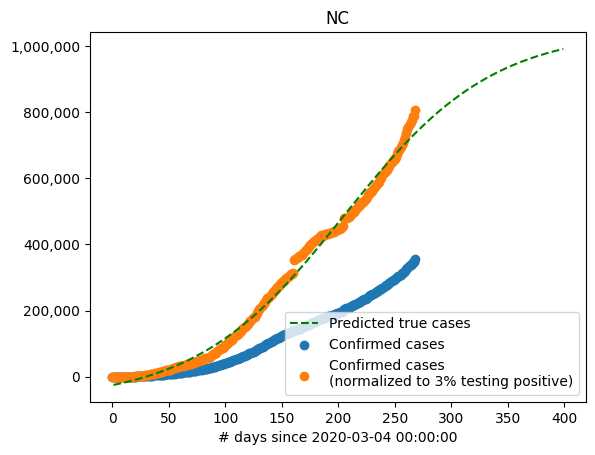 NC
1,000,000
800,000
600,000
400,000
200,000
0
Predicted true cases
Confirmed cases
Confirmed cases
(normalized to 3% testing positive)
0 50 100 150 200 250 300 350 400
# days since 2020-03-04 00:00:00